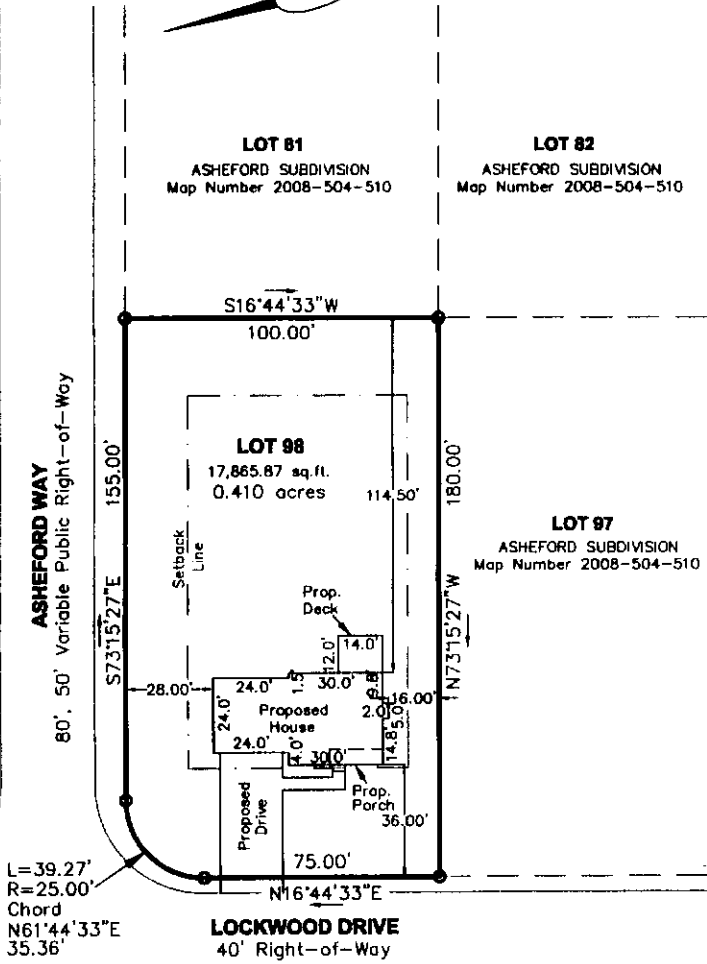 LOT 81
ASHEFORD SUBDIVISION
Map Number 2008-504-510
LOT 82
ASHEFORD SUBDIVISION
Map Number 2008-504-510
S16°44'33"W
100.00'
ASHEFORD WAY
80', 50' Variable Public Right-of-Way
155.00'
S73°15'27"E
LOT 98
17,865.87 sq.ft.
0.410 acres
114.50'
180.00'
N73°15'27"W
Setback
Line
LOT 97
ASHEFORD SUBDIVISION
Map Number 2008-504-510
Prop.
Deck
14.0'
12.0'
28.00'
24.0'
1.5'
30.0'
9.8'
16.00'
24.0'
Proposed
House
2.0'
5.0'
24.0'
4.0'
30.0'
14.8'
Proposed
Drive
Prop.
Porch
36.00'
75.00'
L=39.27'
R=25.00'
Chord
N61°44'33"E
35.36'
N16°44'33"E
LOCKWOOD DRIVE
40' Right-of-Way